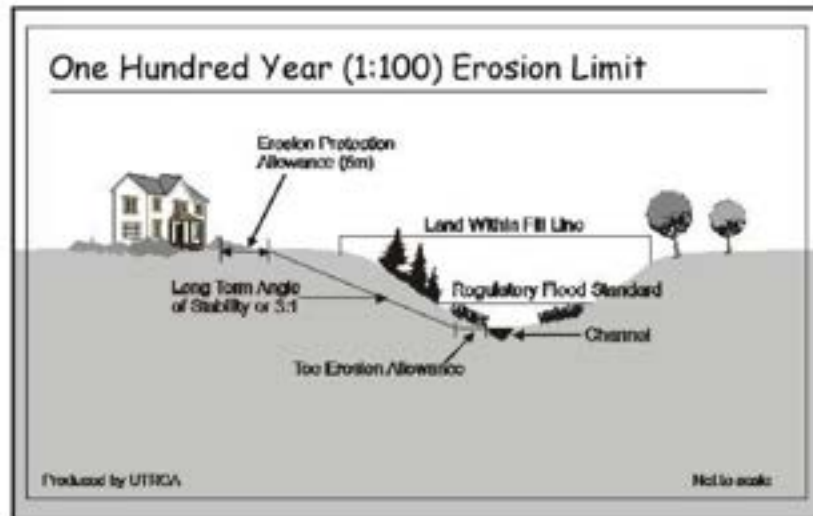 One Hundred Year (1:100) Erosion Limit
Erosion Protection
Allowance (6m)
Land Within Fill Line
Long Term Angle
of Stability or 3:1
Regulatory Flood Standard
Channel
Toe Erosion Allowance
Produced by UTRCA
Not to scale